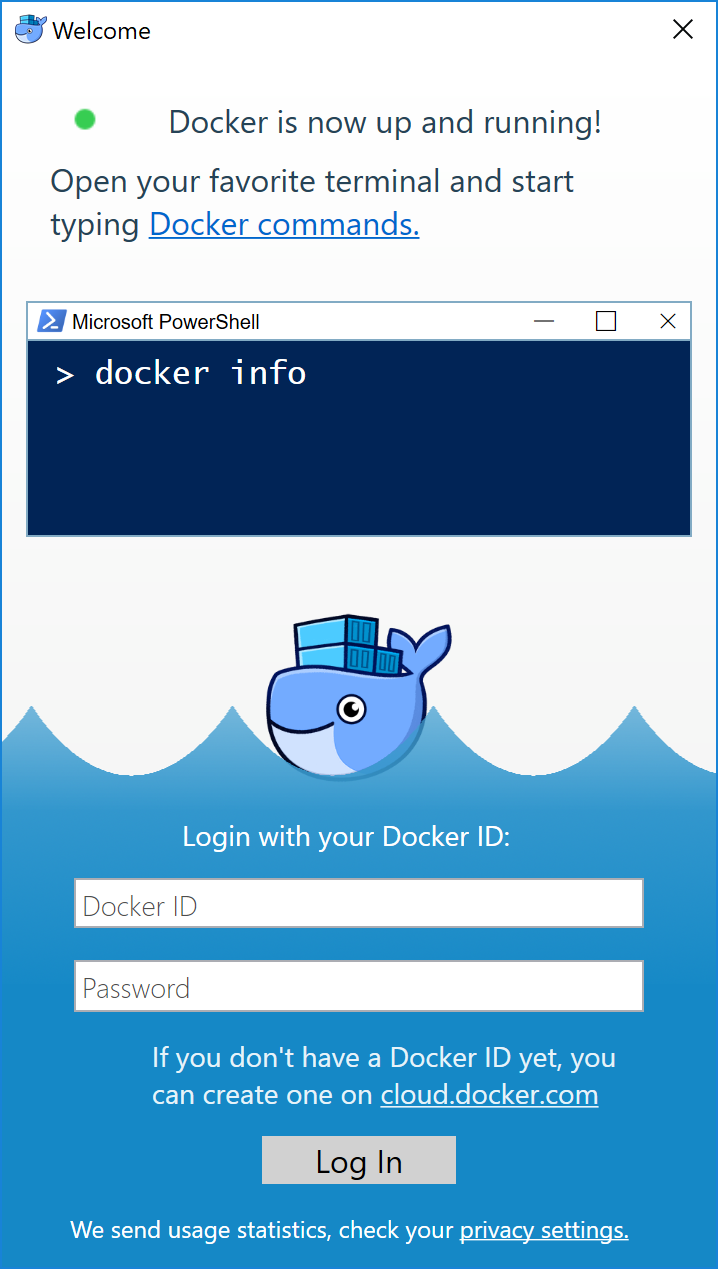 Welcome
Docker is now up and running!
Open your favorite terminal and start
typing Docker commands.
Microsoft PowerShell
> docker info
Login with your Docker ID:
Docker ID
Password
If you don't have a Docker ID yet, you
can create one on cloud.docker.com
Log In
We send usage statistics, check your privacy settings.